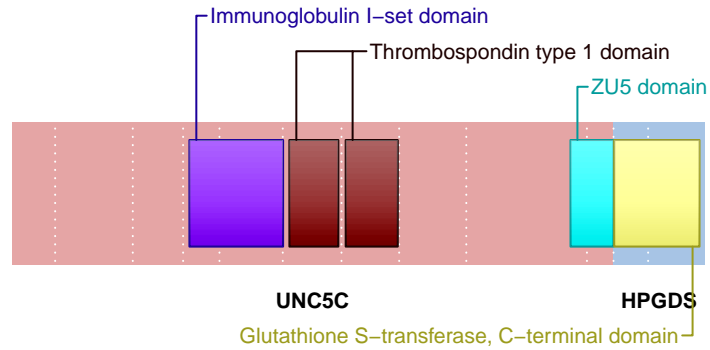 Immunoglobulin I−set domain
Thrombospondin type 1 domain
ZU5 domain
UNC5C
HPGDS
Glutathione S−transferase, C−terminal domain